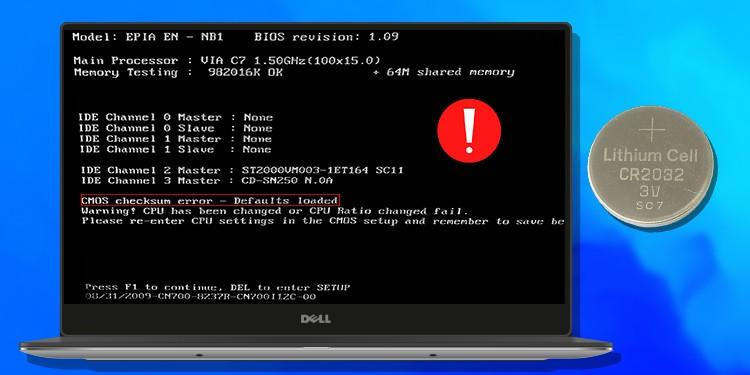 Model: EPIA EN - NB1 BIOS revision: 1.09
Main Processor : VIA C7 1.50GHz(100x15.0)
Memory Testing : 982016K OK + 64M shared memory
IDE Channel 0 Master : None
IDE Channel 0 Slave : None
IDE Channel 1 Master : None
IDE Channel 1 Slave : None
IDE Channel 2 Master : ST2000VM003-1ET164 SC11
IDE Channel 3 Master : CD-SN250 N.0A
CMOS checksum error - Defaults loaded
Warning! CPU has been changed or CPU Ratio changed fail.
Please re-enter CPU settings in the CMOS setup and remember to save be
Press F1 to continue, DEL to enter SETUP
08/31/2009-CN700-8237R-CN700I12C-00
DELL
!
+
Lithium Cell
CR2032
3V
SC7